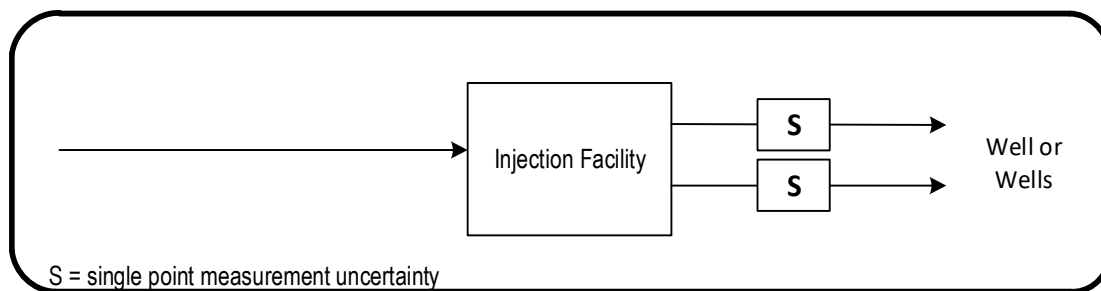 S
Injection Facility
Well or
Wells
S
S = single point measurement uncertainty